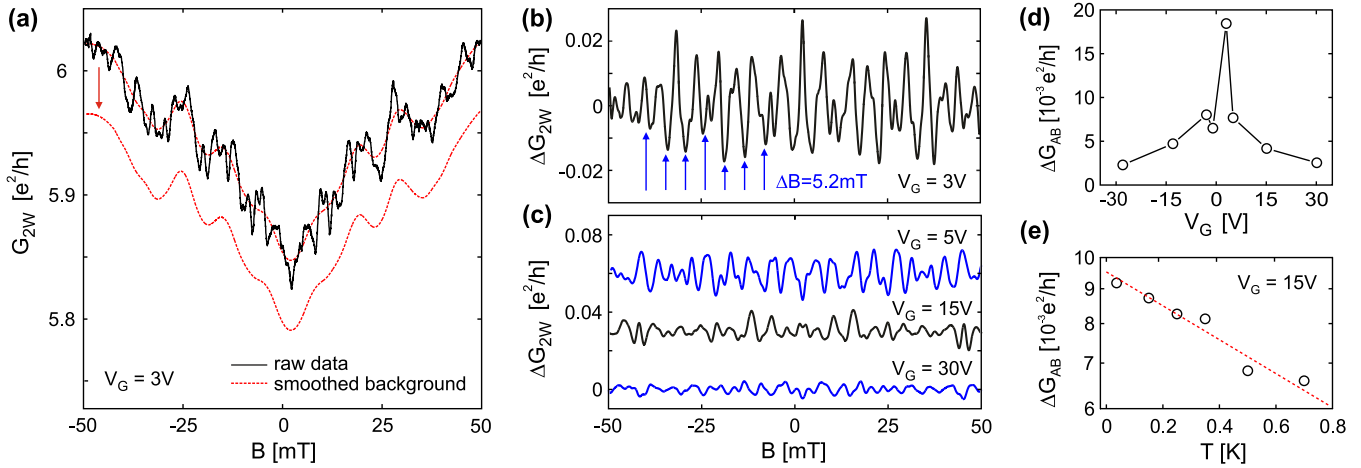 (a)
6
5.9
5.8
G2W [e²/h]
raw data
smoothed background
VG = 3V
-50
-25
0
25
50
B [mT]
(b)
0.02
0
-0.02
ΔG2W [e²/h]
ΔB=5.2mT
VG = 3V
(c)
0.08
0.04
0
ΔG2W [e²/h]
VG = 5V
VG = 15V
VG = 30V
-50
-25
0
25
50
B [mT]
(d)
20
15
10
5
0
ΔGAB [10⁻³ e²/h]
-30
-15
0
15
30
VG [V]
(e)
10
9
8
7
6
ΔGAB [10⁻³e²/h]
VG = 15V
0
0.2
0.4
0.6
0.8
T [K]